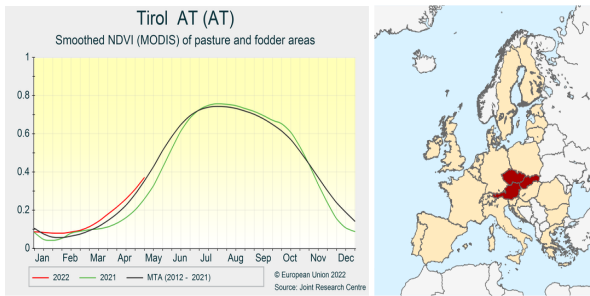 Tirol AT (AT)
Smoothed NDVI (MODIS) of pasture and fodder areas
1
0.8
0.6
0.4
0.2
0
Jan Feb Mar Apr May Jun Jul Aug Sep Oct Nov Dec
2022 2021 MTA (2012 - 2021)
© European Union 2022
Source: Joint Research Centre